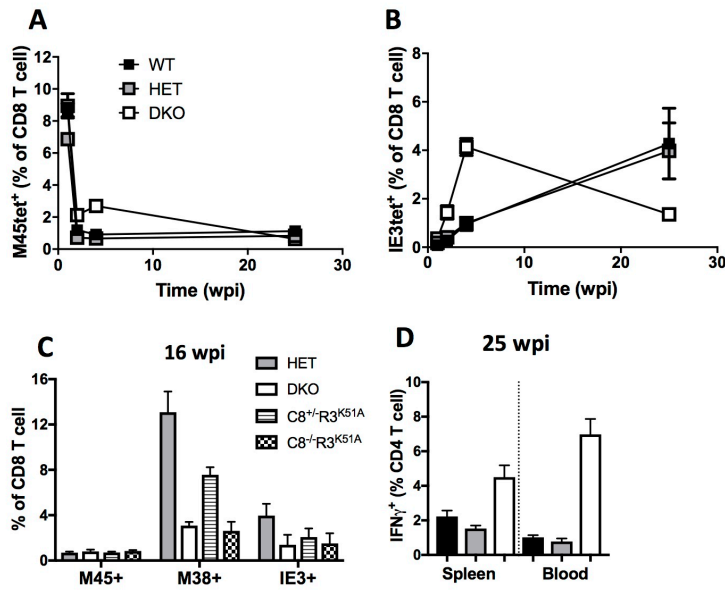 A
M45tet+ (% of CD8 T cell)
12
10
8
6
4
2
0
0
10
20
30
Time (wpi)
WT
HET
DKO
B
IE3tet+ (% of CD8 T cell)
8
6
4
2
0
0
10
20
30
Time (wpi)
C
16 wpi
% of CD8 T cell
16
12
8
4
0
M45+
M38+
IE3+
HET
DKO
C8+/-R3K51A
C8-/-R3K51A
D
25 wpi
IFNγ+ (% CD4 T cell)
10
8
6
4
2
0
Spleen
Blood